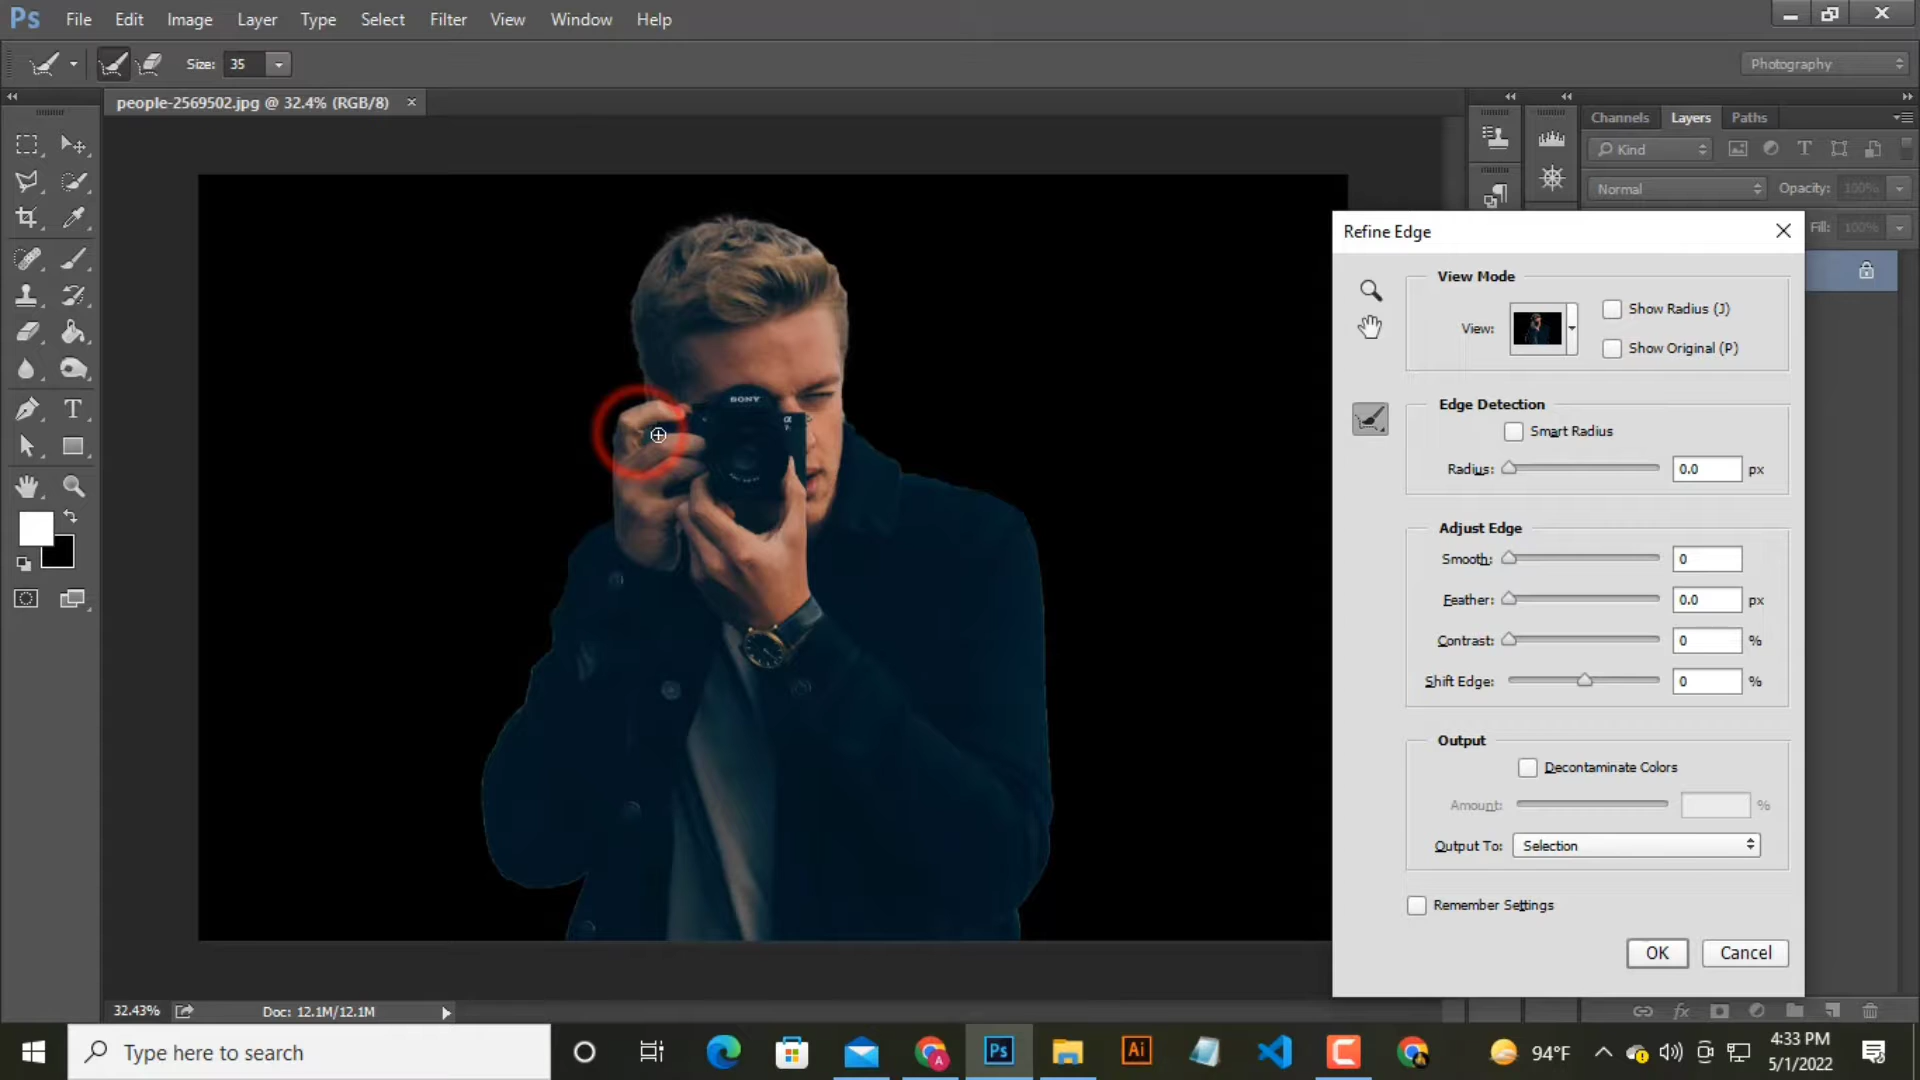 Ps File Edit Image Layer Type Select Filter View Window Help
Size: 35 Photography
people-2569502.jpg @ 32.4% (RGB/8) ×
Channels Layers Paths
Kind
Normal Opacity: 100%
Fill: 100%
Refine Edge
View Mode
View:
Show Radius (J)
Show Original (P)
Edge Detection
Smart Radius
Radius: 0.0 px
Adjust Edge
Smooth: 0
Feather: 0.0 px
Contrast: 0 %
Shift Edge: 0 %
Output
Decontaminate Colors
Amount: %
Output To: Selection
Remember Settings
OK Cancel
SONY
32.43% Doc: 12.1M/12.1M
Type here to search
Ps Ai
94°F
4:33 PM
5/1/2022